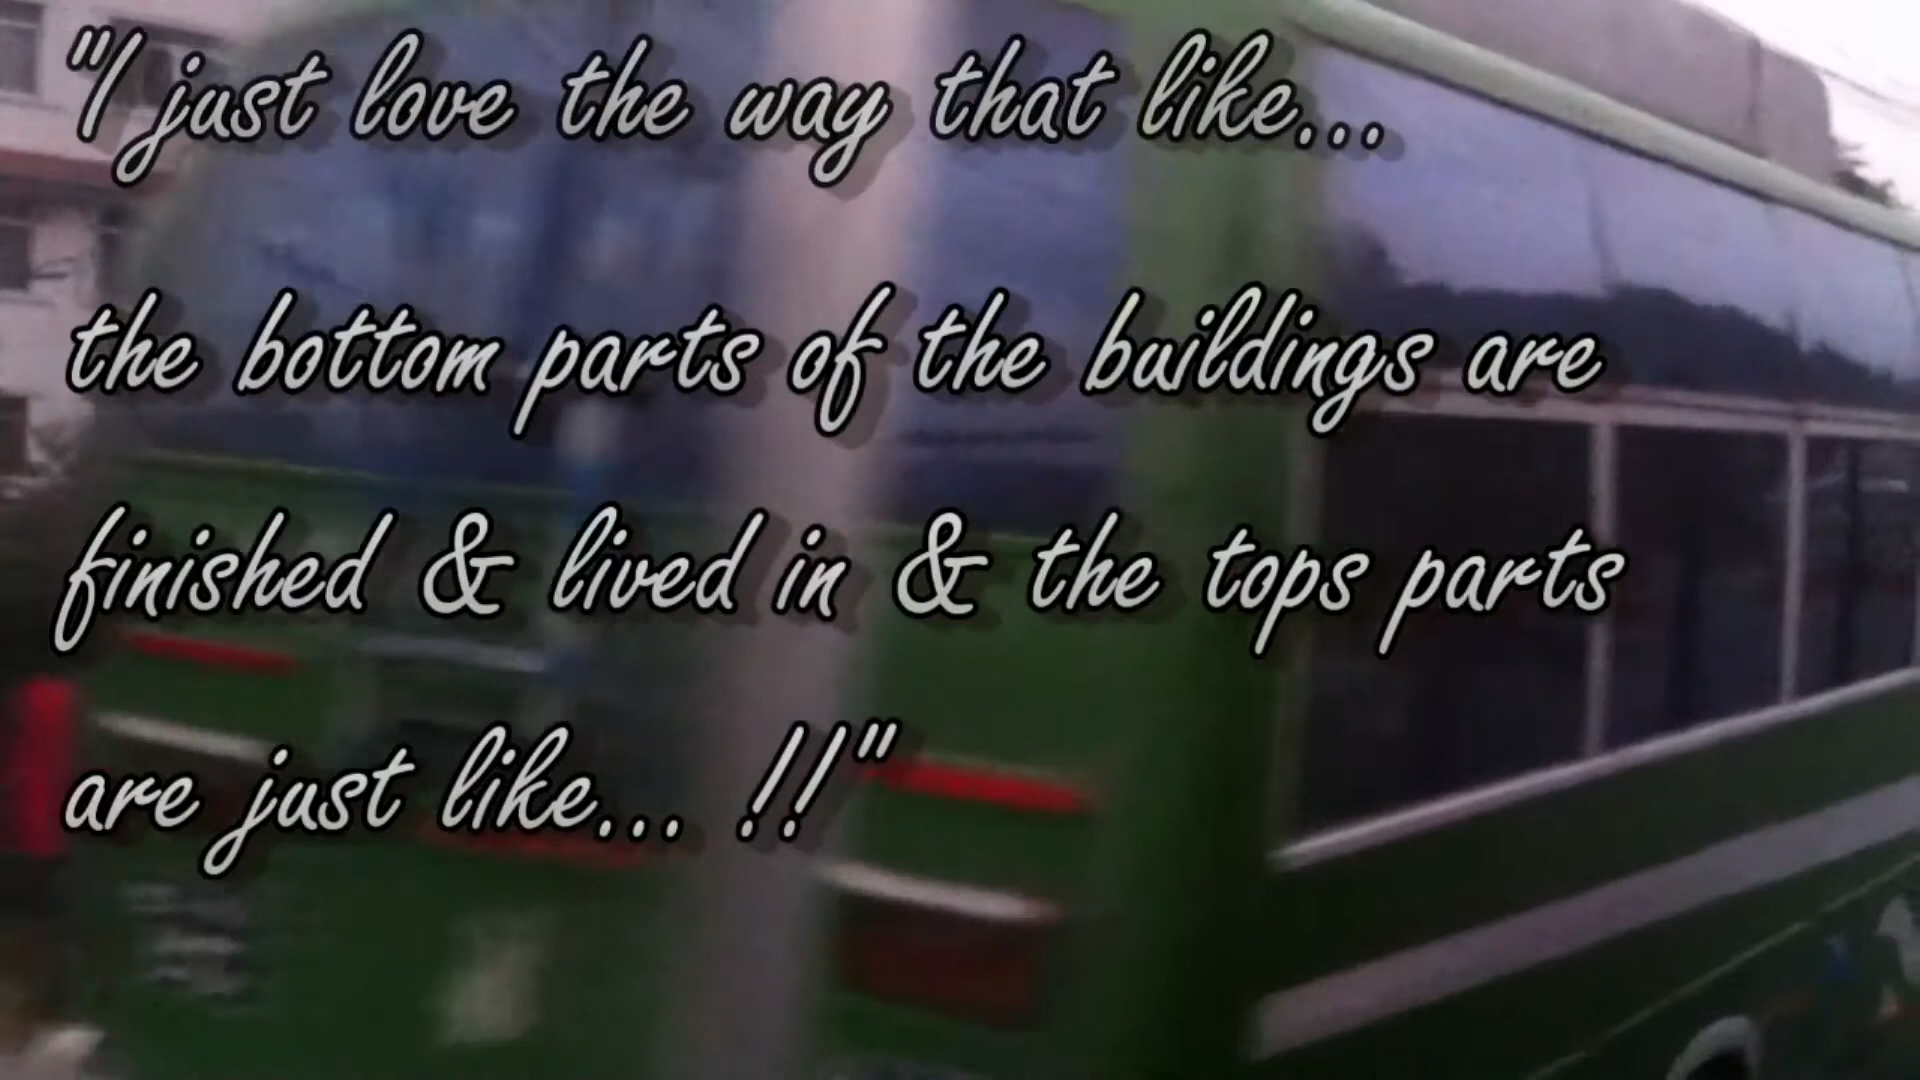 "I just love the way that like...
the bottom parts of the buildings are
finished & lived in & the tops parts
are just like... !!"